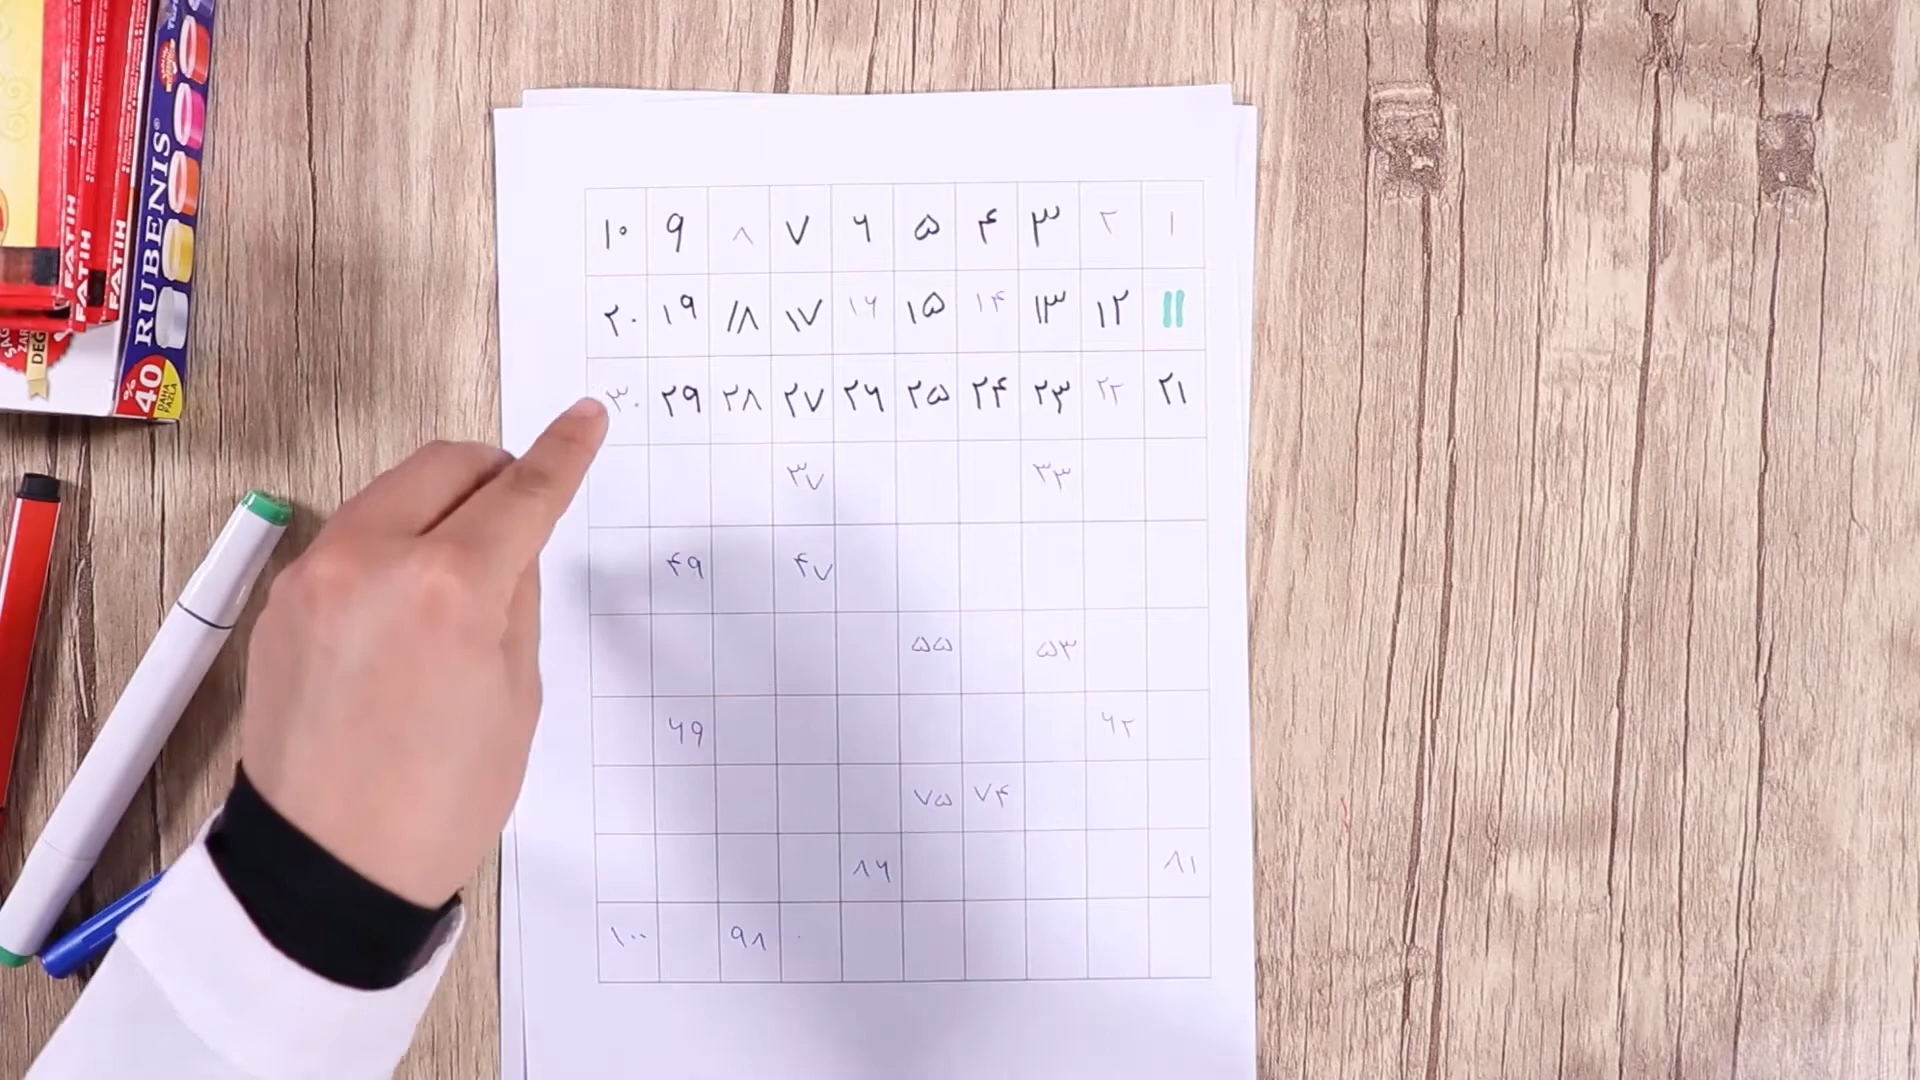 ۱ ۲ ۳ ۴ ۵ ۶ ۷ ۸ ۹ ۱۰
۱۱ ۱۲ ۱۳ ۱۴ ۱۵ ۱۶ ۱۷ ۱۸ ۱۹ ۲۰
۲۱ ۲۲ ۲۳ ۲۴ ۲۵ ۲۶ ۲۷ ۲۸ ۲۹ ۳۰
۳۳ ۳۷
۴۷ ۴۹
۵۳ ۵۵
۶۲ ۶۹
۷۴ ۷۵
۸۱ ۸۶
۹۸ ۱۰۰
FATIH
FATIH
FATIH
RUBENIS®
%40
DAHA
FAZLA